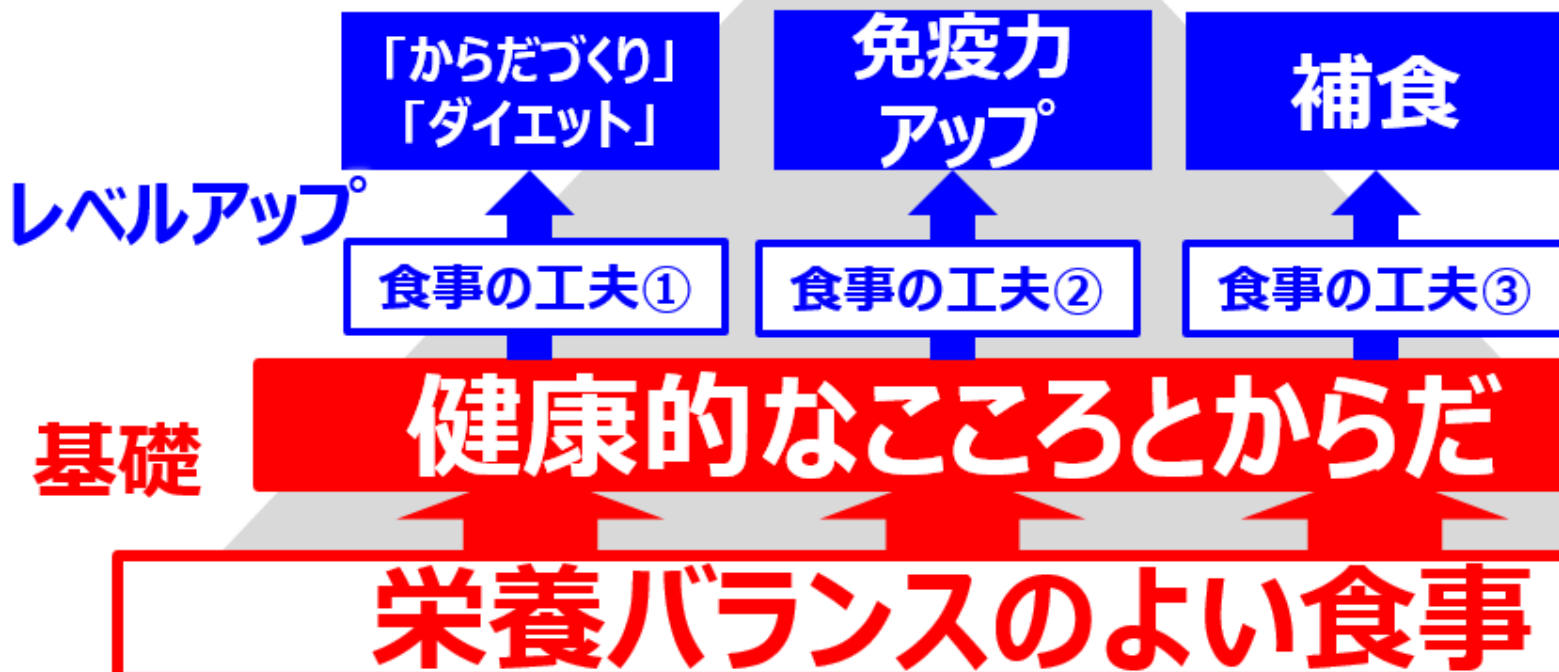 「からだづくり」
「ダイエット」
免疫力
アップ
補食
レベルアップ
食事の工夫①
食事の工夫②
食事の工夫③
健康的なこころとからだ
基礎
栄養バランスのよい食事